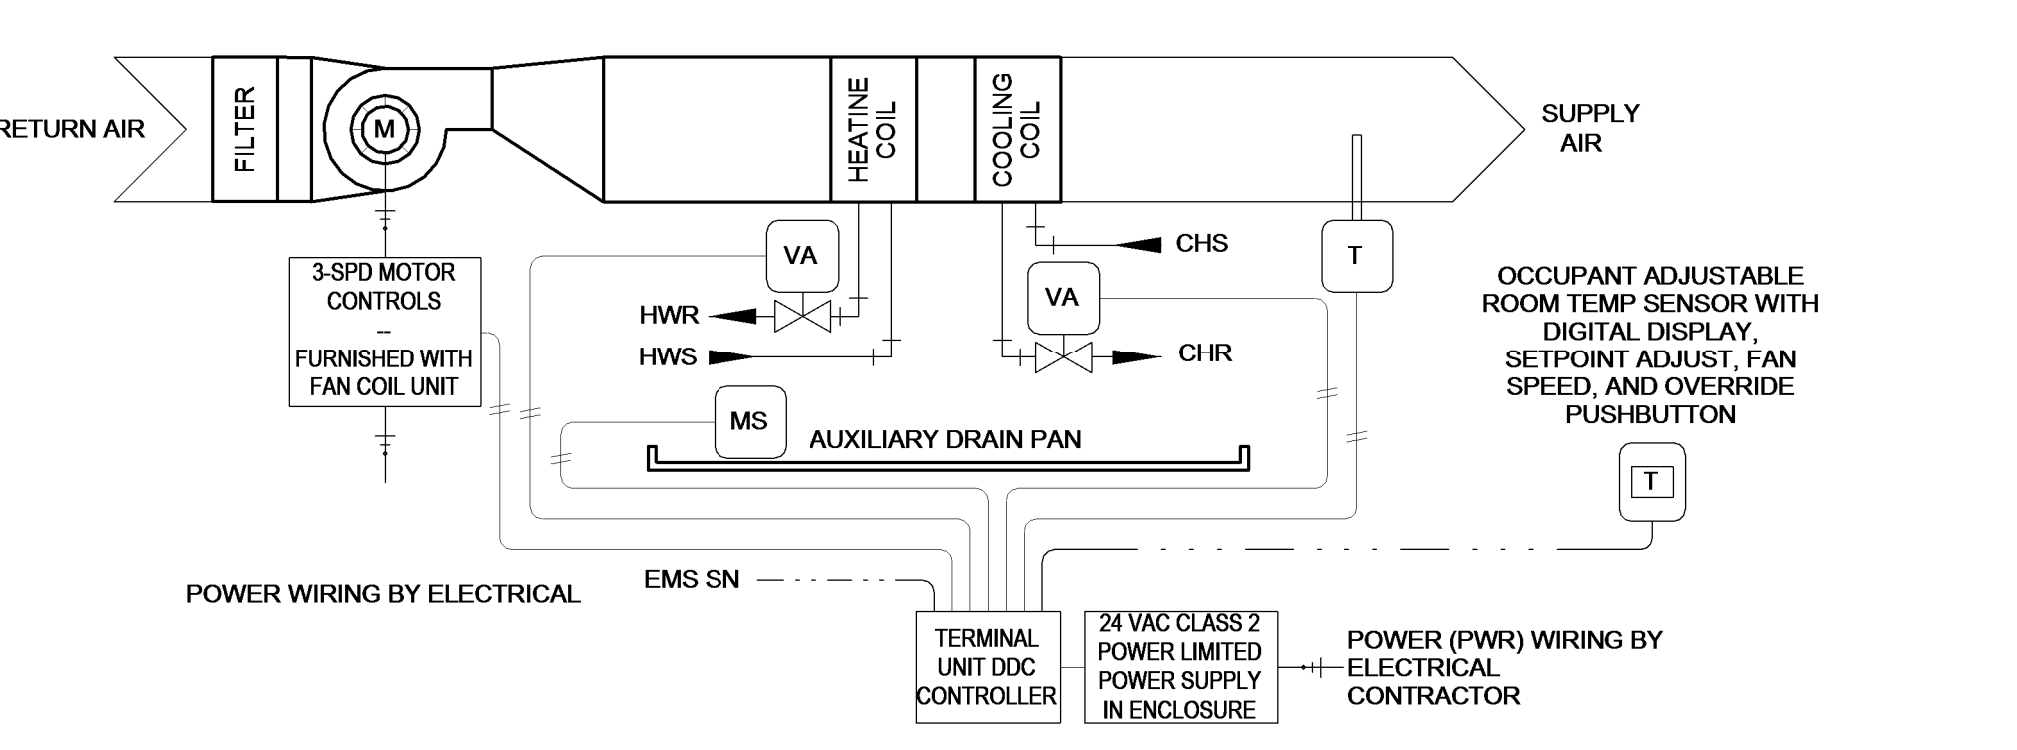 RETURN AIR
FILTER
M
HEATINE
COIL
COOLING
COIL
SUPPLY
AIR
3-SPD MOTOR
CONTROLS
--
FURNISHED WITH
FAN COIL UNIT
VA
HWR
HWS
CHS
VA
CHR
T
OCCUPANT ADJUSTABLE
ROOM TEMP SENSOR WITH
DIGITAL DISPLAY,
SETPOINT ADJUST, FAN
SPEED, AND OVERRIDE
PUSHBUTTON
T
MS
AUXILIARY DRAIN PAN
POWER WIRING BY ELECTRICAL
EMS SN
TERMINAL
UNIT DDC
CONTROLLER
24 VAC CLASS 2
POWER LIMITED
POWER SUPPLY
IN ENCLOSURE
POWER (PWR) WIRING BY
ELECTRICAL
CONTRACTOR